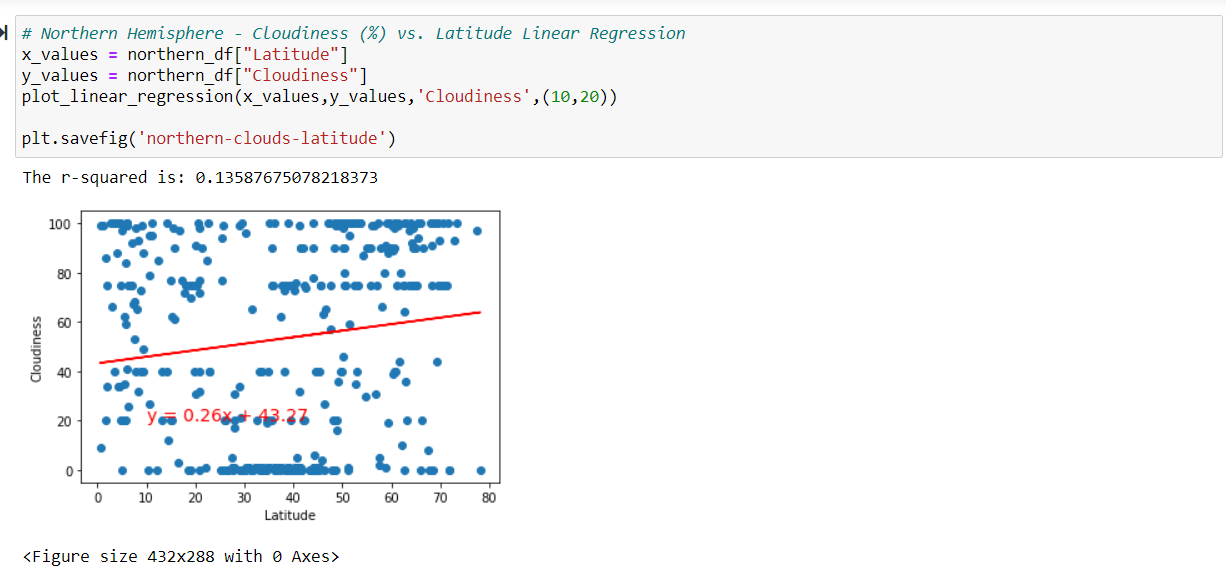 # Northern Hemisphere - Cloudiness (%) vs. Latitude Linear Regression
x_values = northern_df["Latitude"]
y_values = northern_df["Cloudiness"]
plot_linear_regression(x_values,y_values,'Cloudiness',(10,20))
plt.savefig('northern-clouds-latitude')
The r-squared is: 0.13587675078218373
100
80
60
40
20
0
Cloudiness
y = 0.26x + 43.27
0 10 20 30 40 50 60 70 80
Latitude
<Figure size 432x288 with 0 Axes>